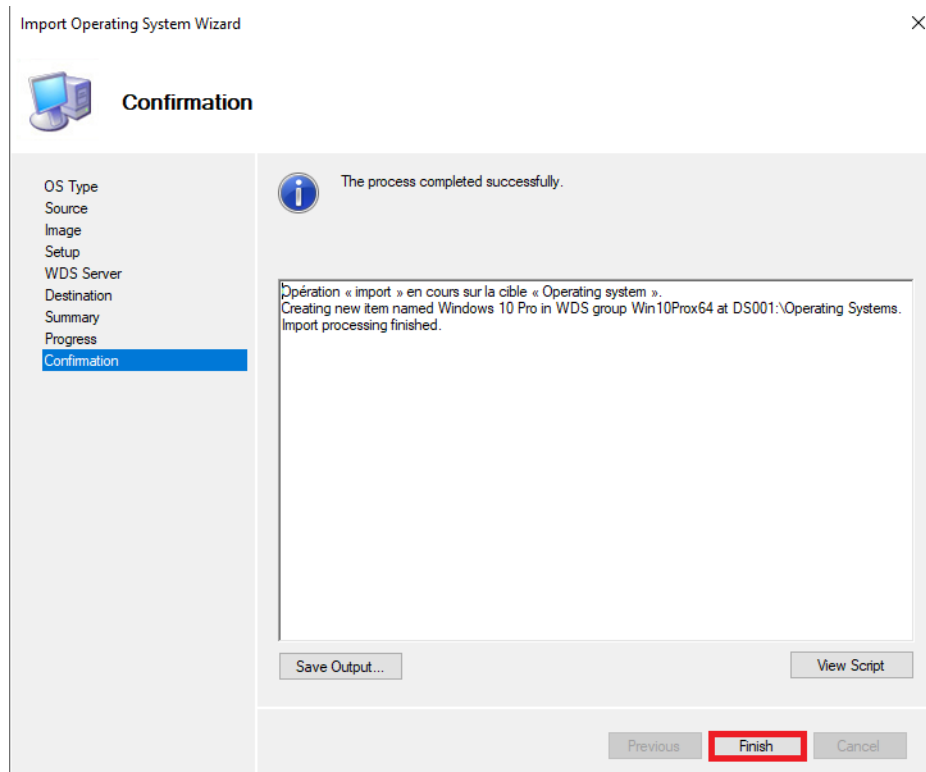 Import Operating System Wizard
Confirmation
OS Type
Source
Image
Setup
WDS Server
Destination
Summary
Progress
Confirmation
The process completed successfully.
Opération « import » en cours sur la cible « Operating system ».
Creating new item named Windows 10 Pro in WDS group Win10Prox64 at DS001:\Operating Systems.
Import processing finished.
Save Output...
View Script
Previous
Finish
Cancel